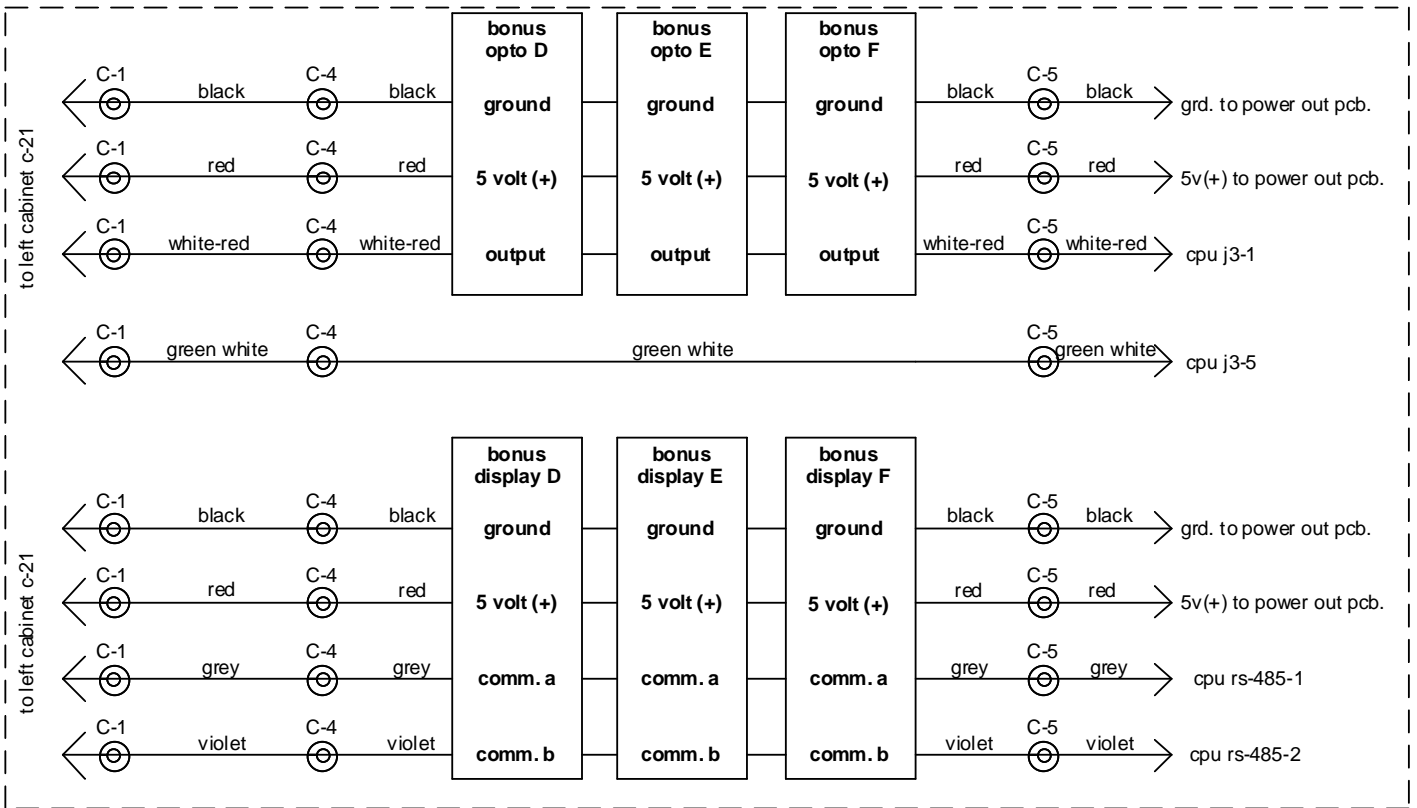 bonus opto D bonus opto E bonus opto F
C-1 C-4 C-5
black black ground ground ground black black grd. to power out pcb.
C-1 C-4 C-5
red red 5 volt (+) 5 volt (+) 5 volt (+) red red 5v(+) to power out pcb.
C-1 C-4 C-5
white-red white-red output output output white-red white-red cpu j3-1
to left cabinet c-21
C-1 C-4 C-5
green white green white green white cpu j3-5
bonus display D bonus display E bonus display F
C-1 C-4 C-5
black black ground ground ground black black grd. to power out pcb.
C-1 C-4 C-5
red red 5 volt (+) 5 volt (+) 5 volt (+) red red 5v(+) to power out pcb.
C-1 C-4 C-5
grey grey comm. a comm. a comm. a grey grey cpu rs-485-1
C-1 C-4 C-5
violet violet comm. b comm. b comm. b violet violet cpu rs-485-2
to left cabinet c-21